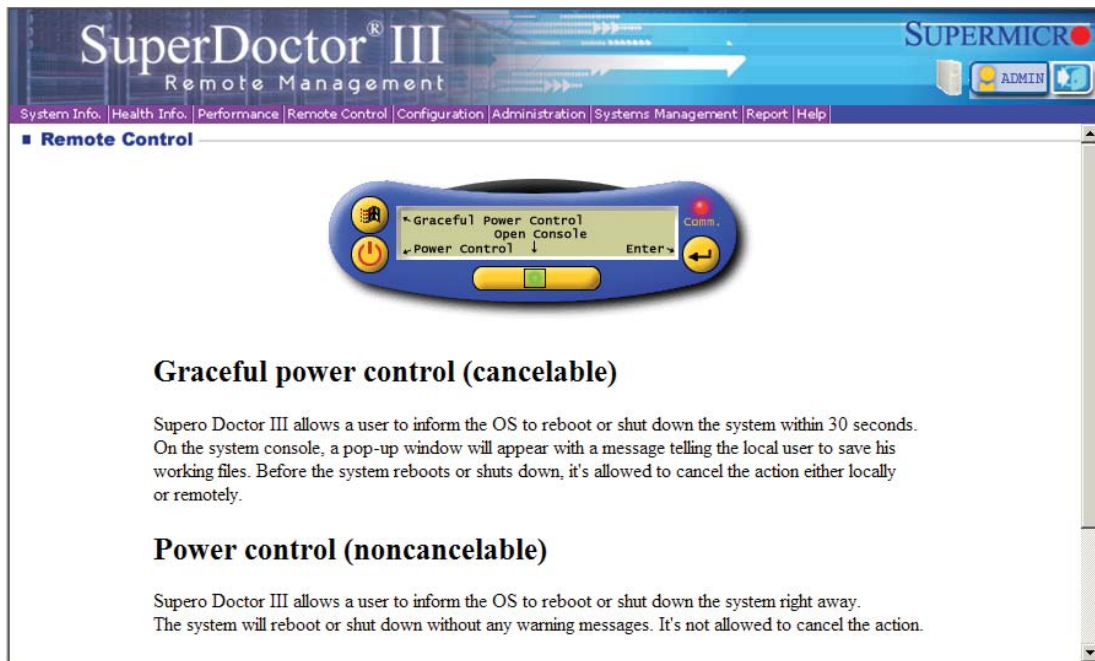 SuperDoctor® III
Remote Management
SUPERMICRO
ADMIN
System Info. Health Info. Performance Remote Control Configuration Administration Systems Management Report Help
Remote Control
Graceful Power Control
Open Console
Power Control
Enter
Comm.
Graceful power control (cancelable)
Supero Doctor III allows a user to inform the OS to reboot or shut down the system within 30 seconds.
On the system console, a pop-up window will appear with a message telling the local user to save his
working files. Before the system reboots or shuts down, it's allowed to cancel the action either locally
or remotely.
Power control (noncancelable)
Supero Doctor III allows a user to inform the OS to reboot or shut down the system right away.
The system will reboot or shut down without any warning messages. It's not allowed to cancel the action.